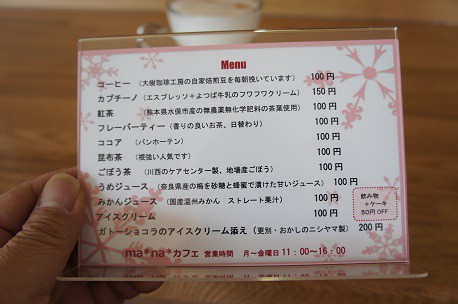 Menu
コーヒー （大樹珈琲工房の自家焙煎豆を毎朝挽いています） 100円
カプチーノ （エスプレッソ＋よつば牛乳のフワフワクリーム） 150円
紅茶 （熊本県水俣市産の無農薬無化学肥料の茶葉使用） 100円
フレーバーティー （香りの良いお茶、日替わり） 100円
ココア （バンホーテン） 100円
昆布茶 （根強い人気です） 100円
ごぼう茶 （川西のケアセンター製、地場産ごぼう） 100円
うめジュース （奈良県産の梅を砂糖と蜂蜜で漬けた甘いジュース） 100円
みかんジュース （国産温州みかん ストレート果汁） 100円
アイスクリーム 100円
ガトーショコラのアイスクリーム添え （更別・おかしのニシヤマ製） 200円
飲み物
＋ケーキ
50円OFF
ma*na*カフェ 営業時間 月～金曜日 11：00～16：00